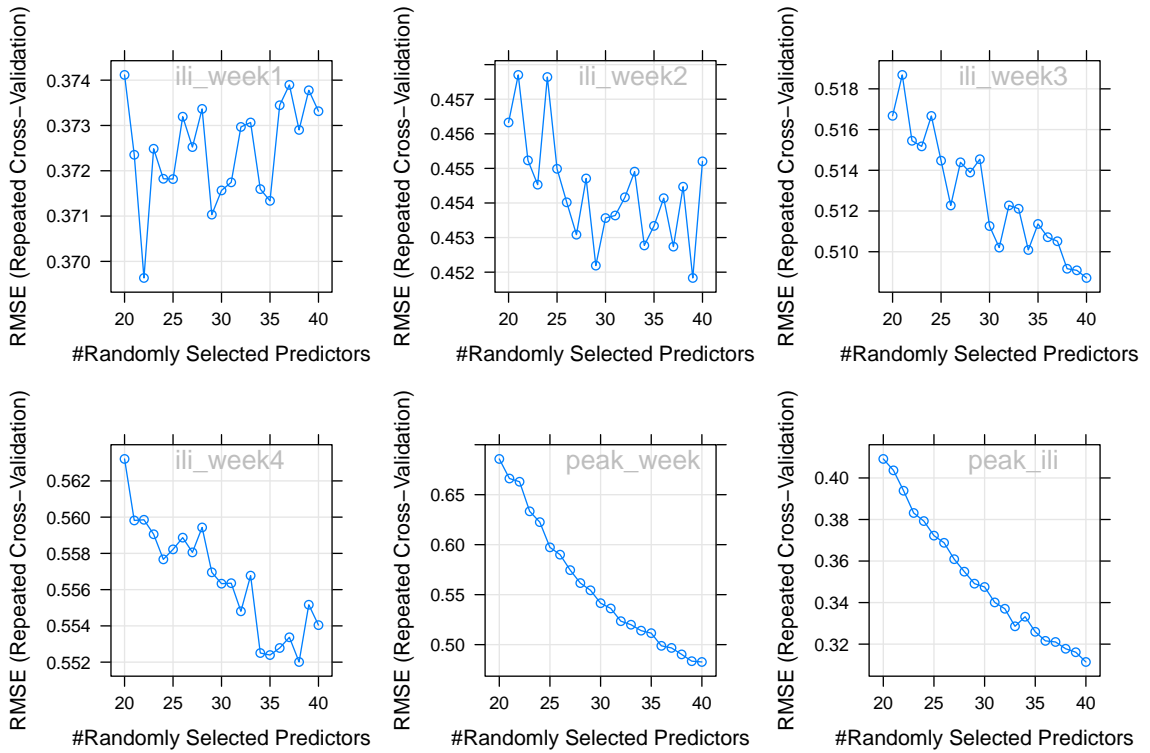 ili_week1
RMSE (Repeated Cross−Validation)
0.374
0.373
0.372
0.371
0.370
20 25 30 35 40
#Randomly Selected Predictors
ili_week2
RMSE (Repeated Cross−Validation)
0.457
0.456
0.455
0.454
0.453
0.452
20 25 30 35 40
#Randomly Selected Predictors
ili_week3
RMSE (Repeated Cross−Validation)
0.518
0.516
0.514
0.512
0.510
20 25 30 35 40
#Randomly Selected Predictors
ili_week4
RMSE (Repeated Cross−Validation)
0.562
0.560
0.558
0.556
0.554
0.552
20 25 30 35 40
#Randomly Selected Predictors
peak_week
RMSE (Repeated Cross−Validation)
0.65
0.60
0.55
0.50
20 25 30 35 40
#Randomly Selected Predictors
peak_ili
RMSE (Repeated Cross−Validation)
0.40
0.38
0.36
0.34
0.32
20 25 30 35 40
#Randomly Selected Predictors